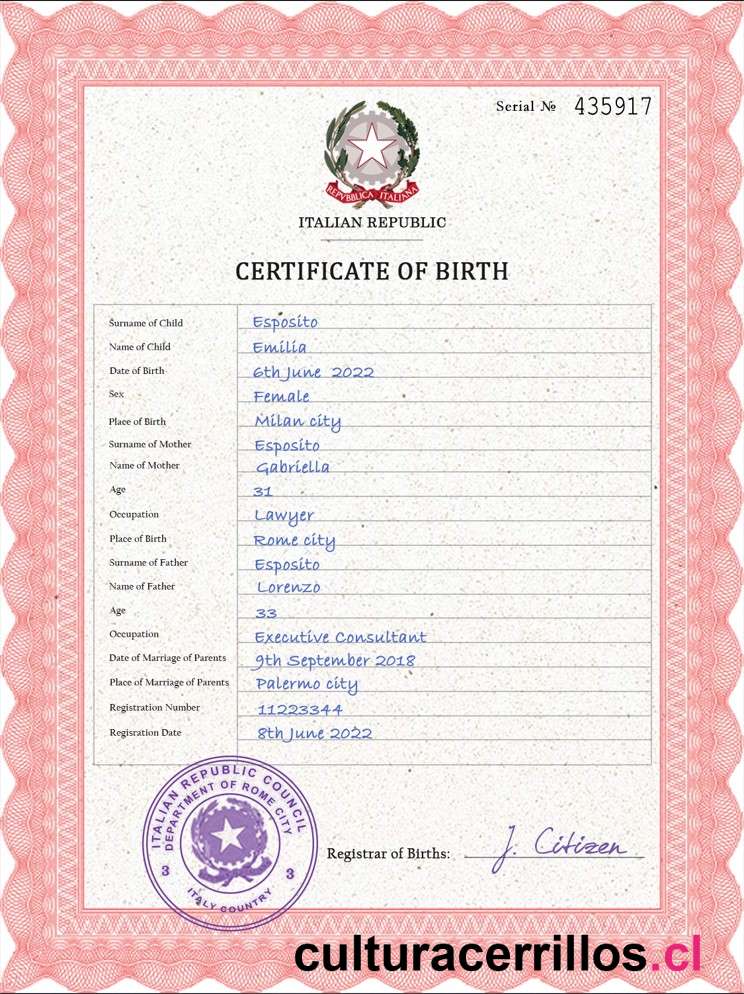 Serial № 435917
REPVBBLICA ITALIANA
ITALIAN REPUBLIC
CERTIFICATE OF BIRTH
Surname of Child Esposito
Name of Child Emilia
Date of Birth 6th June 2022
Sex Female
Place of Birth Milan city
Surname of Mother Esposito
Name of Mother Gabriella
Age 31
Occupation Lawyer
Place of Birth Rome city
Surname of Father Esposito
Name of Father Lorenzo
Age 33
Occupation Executive Consultant
Date of Marriage of Parents 9th September 2018
Place of Marriage of Parents Palermo city
Registration Number 11223344
Regisration Date 8th June 2022
ITALIAN REPUBLIC COUNCIL
DEPARTMENT OF ROME CITY
3 3
ITALY COUNTRY
Registrar of Births: J. Citizen
culturacerrillos.cl